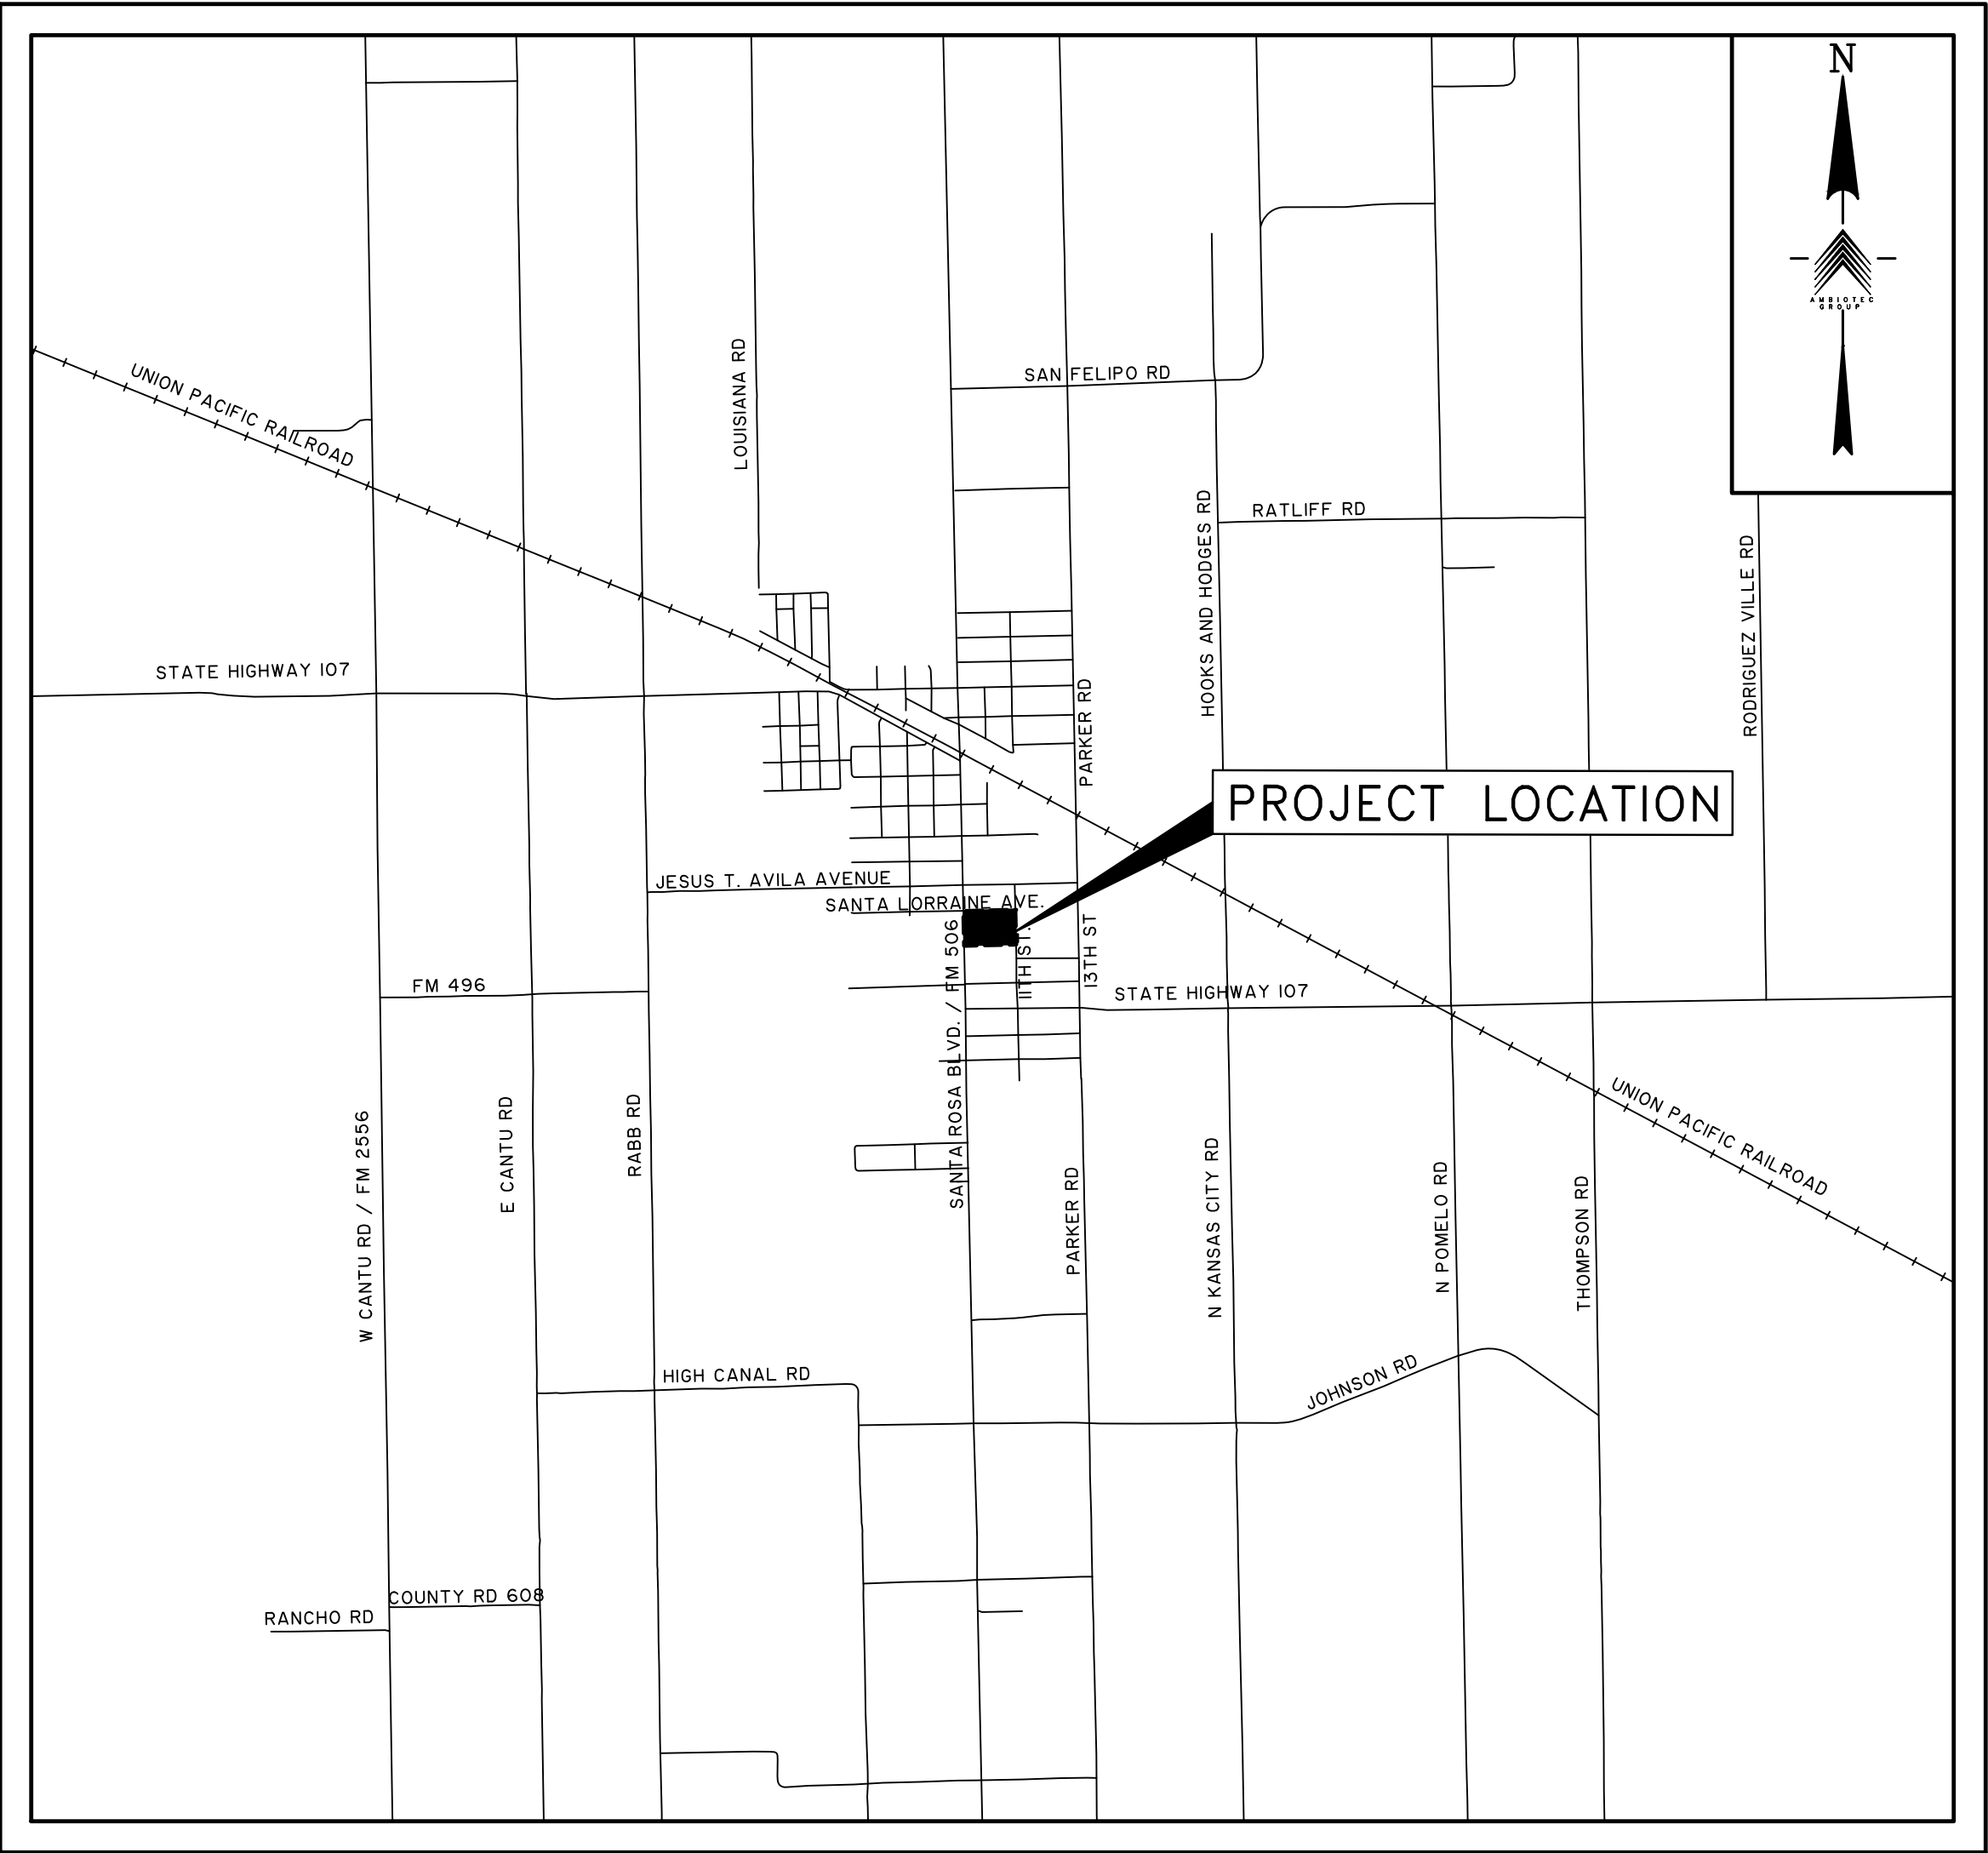 N
AMBIOTEC
GROUP
UNION PACIFIC RAILROAD
LOUISIANA RD
SAN FELIPO RD
HOOKS AND HODGES RD
RATLIFF RD
RODRIGUEZ VILLE RD
STATE HIGHWAY 107
PARKER RD
PROJECT LOCATION
JESUS T. AVILA AVENUE
SANTA LORRAINE AVE.
SANTA ROSA BLVD. / FM 506
11TH ST.
13TH ST
FM 496
STATE HIGHWAY 107
UNION PACIFIC RAILROAD
W CANTU RD / FM 2556
E CANTU RD
RABB RD
PARKER RD
N KANSAS CITY RD
N POMELO RD
THOMPSON RD
HIGH CANAL RD
JOHNSON RD
COUNTY RD 608
RANCHO RD